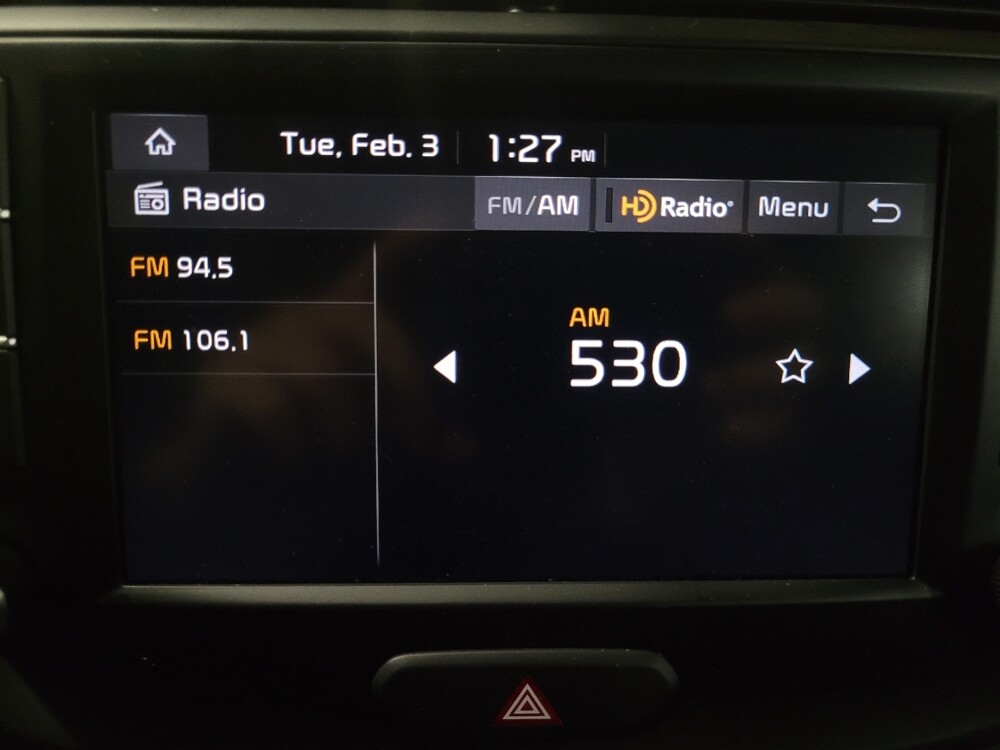 Tue, Feb. 3 1:27 PM
Radio FM/AM HD Radio Menu
FM 94.5
FM 106.1
AM
530